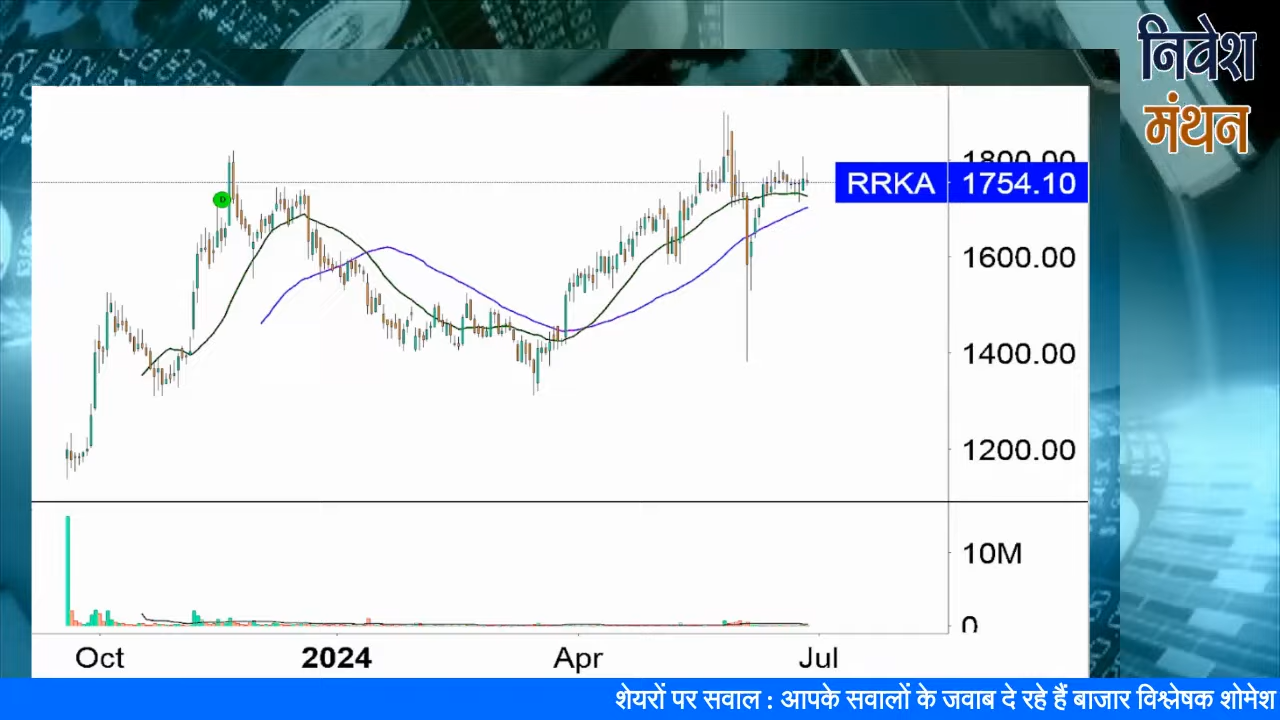 निवेश
मंथन
1800.00
RRKA 1754.10
1600.00
1400.00
1200.00
10M
0
Oct 2024 Apr Jul
शेयरों पर सवाल : आपके सवालों के जवाब दे रहे हैं बाजार विश्लेषक शोमेश